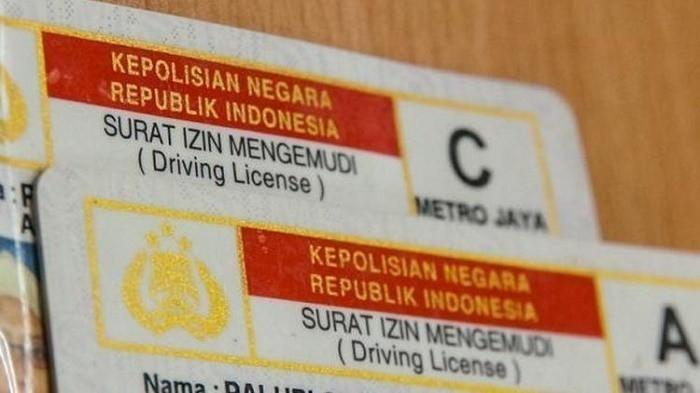 KEPOLISIAN NEGARA
REPUBLIK INDONESIA
SURAT IZIN MENGEMUDI
( Driving License )
C
METRO JAYA
KEPOLISIAN NEGARA
REPUBLIK INDONESIA
SURAT IZIN MENGEMUDI
( Driving License )
A
METRO
Nama :